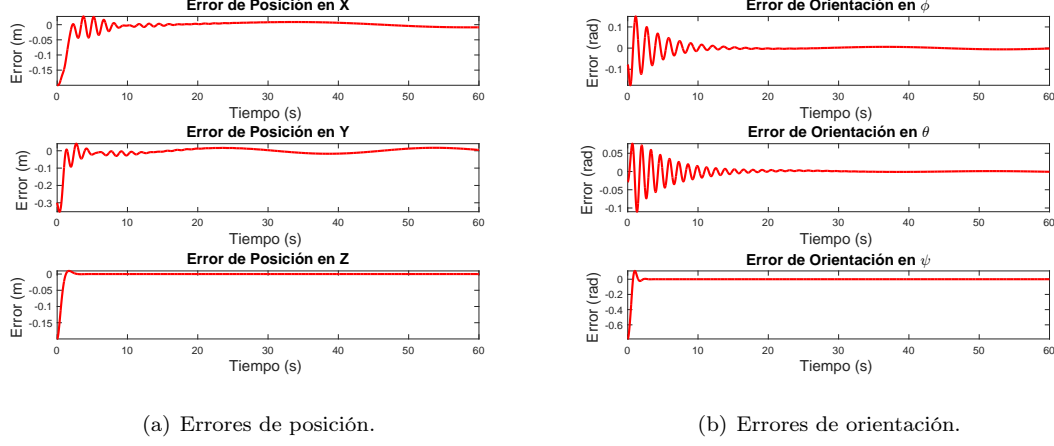 Error de Posición en X
0
-0.05
-0.1
-0.15
Error (m)
0 10 20 30 40 50 60
Tiempo (s)
Error de Posición en Y
0
-0.1
-0.2
-0.3
Error (m)
0 10 20 30 40 50 60
Tiempo (s)
Error de Posición en Z
0
-0.05
-0.1
-0.15
Error (m)
0 10 20 30 40 50 60
Tiempo (s)
(a) Errores de posición.
Error de Orientación en ϕ
0.1
0
-0.1
Error (rad)
0 10 20 30 40 50 60
Tiempo (s)
Error de Orientación en θ
0.05
0
-0.05
-0.1
Error (rad)
0 10 20 30 40 50 60
Tiempo (s)
Error de Orientación en ψ
0
-0.2
-0.4
-0.6
Error (rad)
0 10 20 30 40 50 60
Tiempo (s)
(b) Errores de orientación.